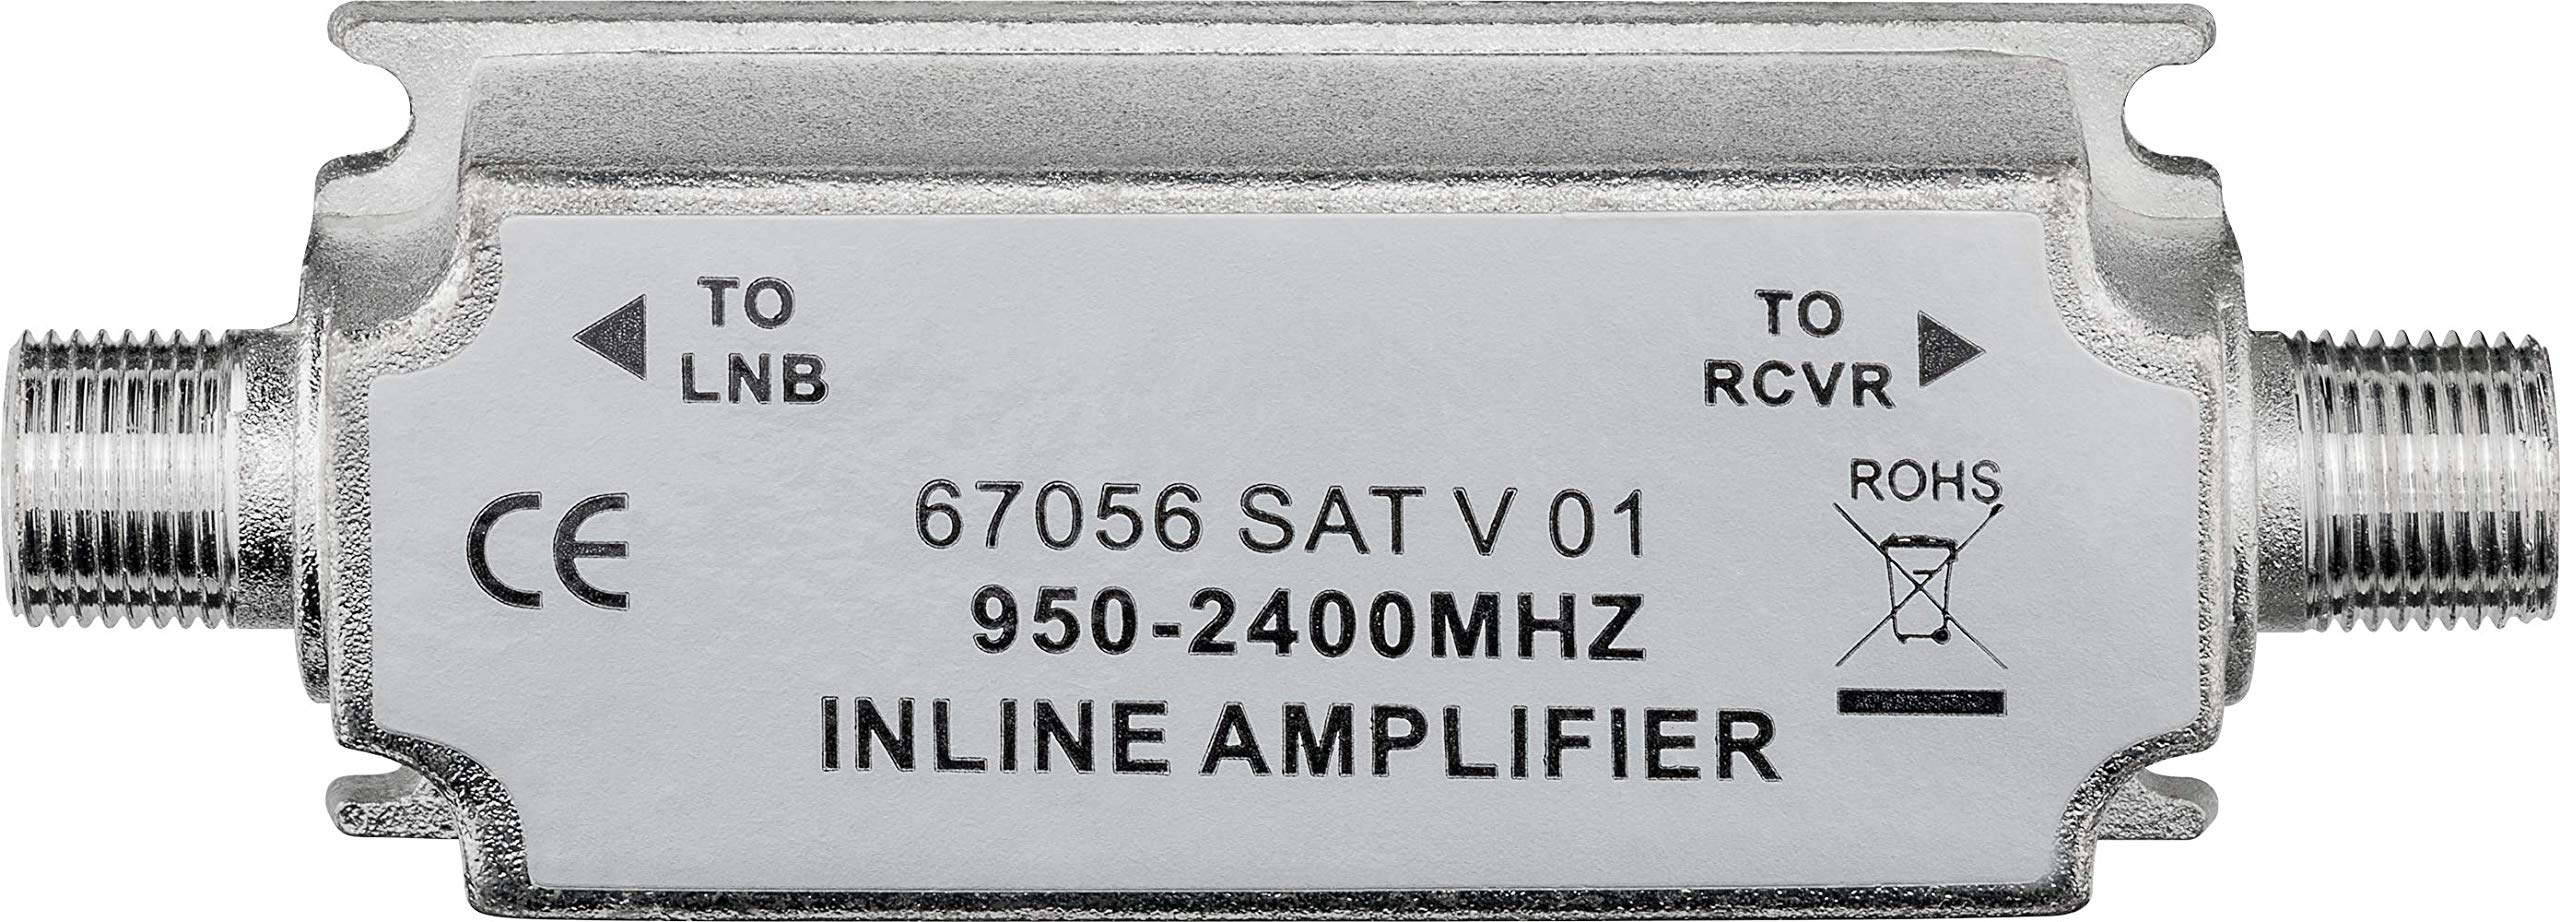 TO
LNB
TO
RCVR
CE
ROHS
67056 SAT V 01
950-2400MHZ
INLINE AMPLIFIER